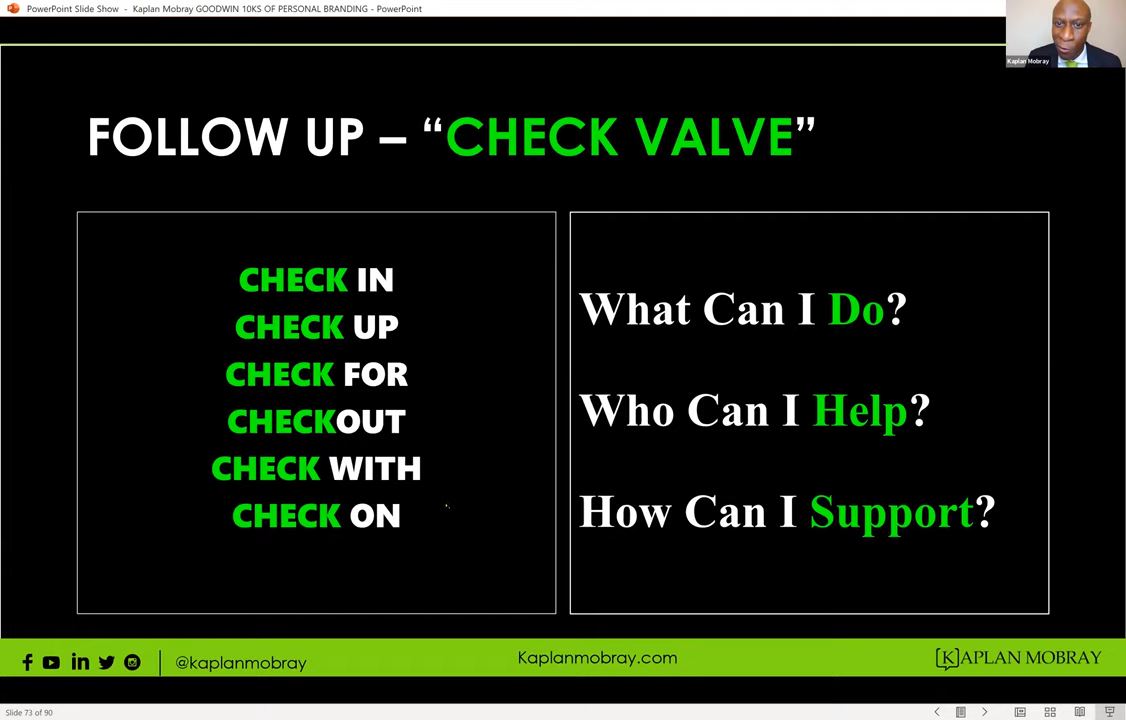 PowerPoint Slide Show - Kaplan Mobray GOODWIN 10KS OF PERSONAL BRANDING - PowerPoint
Kaplan Mobray
FOLLOW UP – “CHECK VALVE”
CHECK IN
CHECK UP
CHECK FOR
CHECKOUT
CHECK WITH
CHECK ON
What Can I Do?
Who Can I Help?
How Can I Support?
@kaplanmobray
Kaplanmobray.com
[K]APLAN MOBRAY
Slide 73 of 90